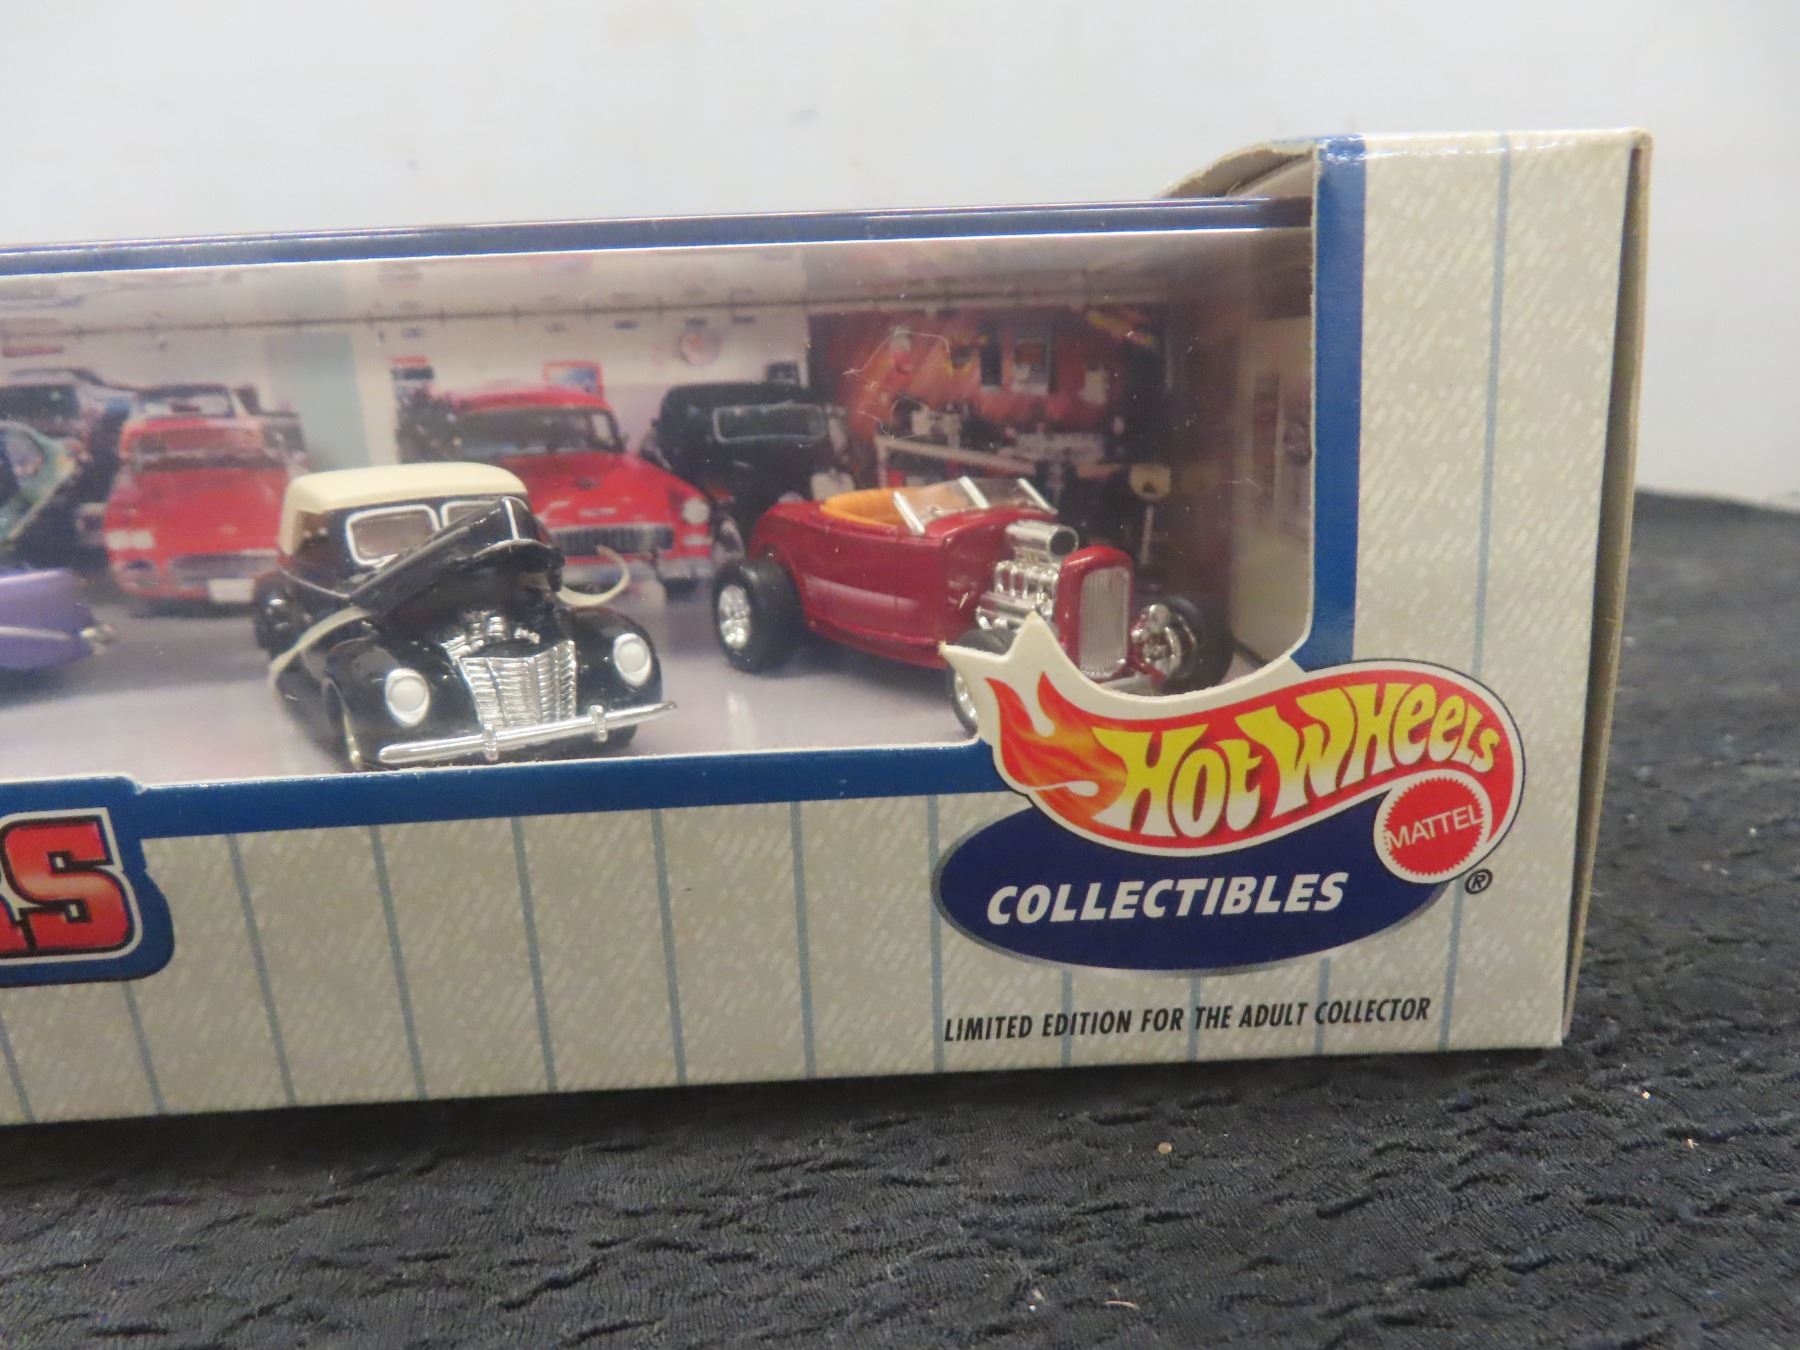 Hot Wheels
MATTEL
®
COLLECTIBLES
LIMITED EDITION FOR THE ADULT COLLECTOR